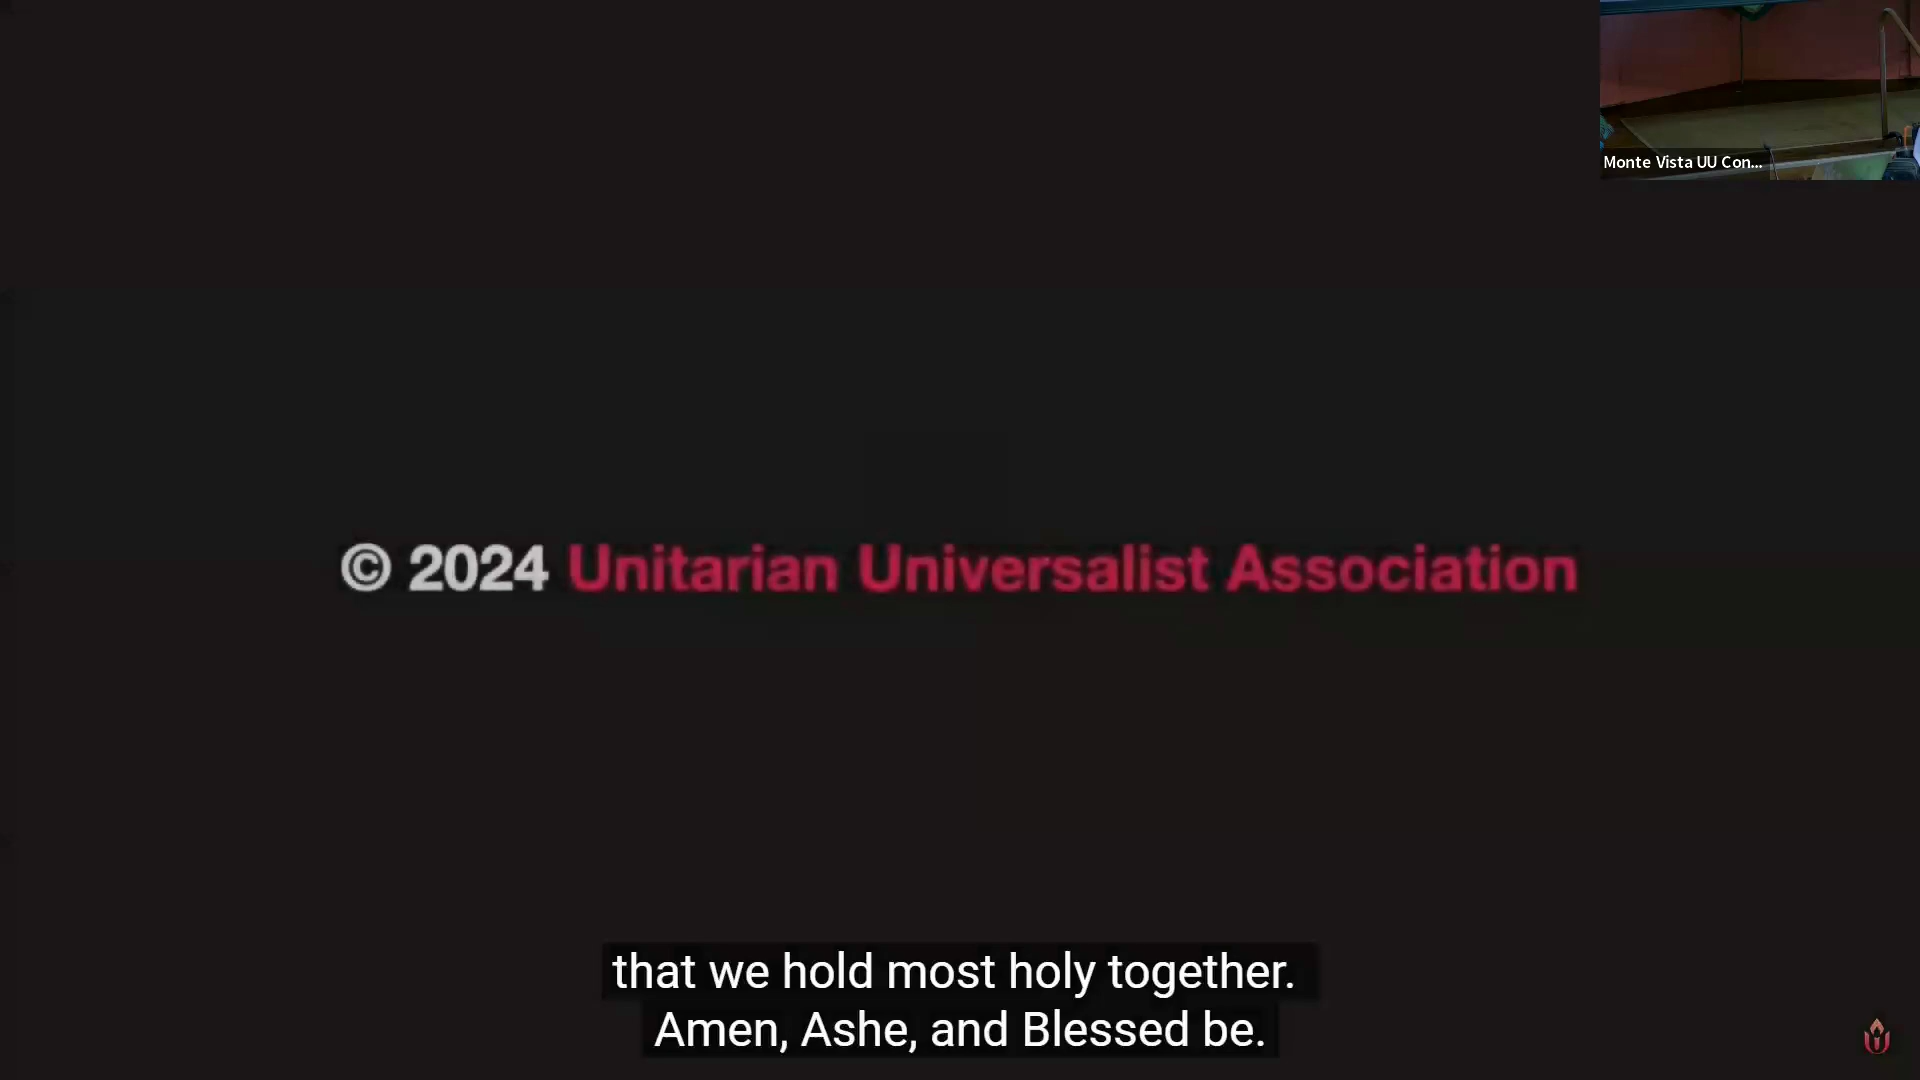 Monte Vista UU Con...
© 2024 Unitarian Universalist Association
that we hold most holy together.
Amen, Ashe, and Blessed be.